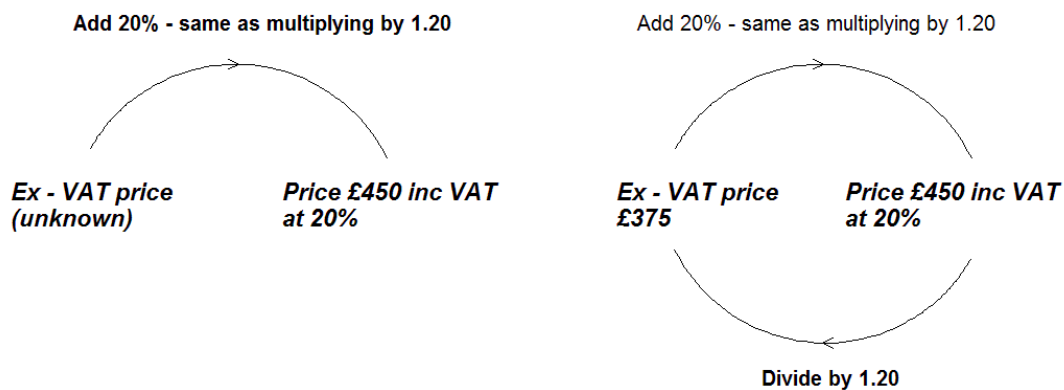 Add 20% - same as multiplying by 1.20
Ex - VAT price
(unknown)
Price £450 inc VAT
at 20%
Add 20% - same as multiplying by 1.20
Ex - VAT price
£375
Price £450 inc VAT
at 20%
Divide by 1.20